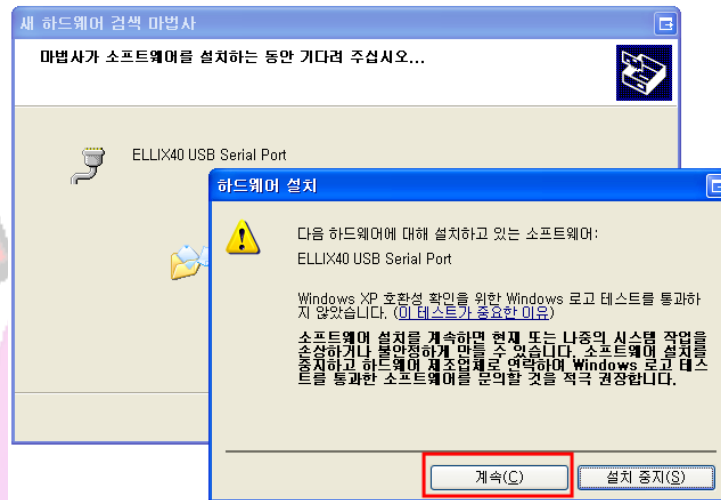 새 하드웨어 검색 마법사
마법사가 소프트웨어를 설치하는 동안 기다려 주십시오...
ELLIX40 USB Serial Port
하드웨어 설치
다음 하드웨어에 대해 설치하고 있는 소프트웨어:
ELLIX40 USB Serial Port
Windows XP 호환성 확인을 위한 Windows 로고 테스트를 통과하
지 않았습니다. (이 테스트가 중요한 이유)
소프트웨어 설치를 계속하면 현재 또는 나중의 시스템 작업을
손상하거나 불안정하게 만들 수 있습니다. 소프트웨어 설치를
중지하고 하드웨어 제조업체로 연락하여 Windows 로고 테스
트를 통과한 소프트웨어를 문의할 것을 적극 권장합니다.
계속(C)
설치 중지(S)